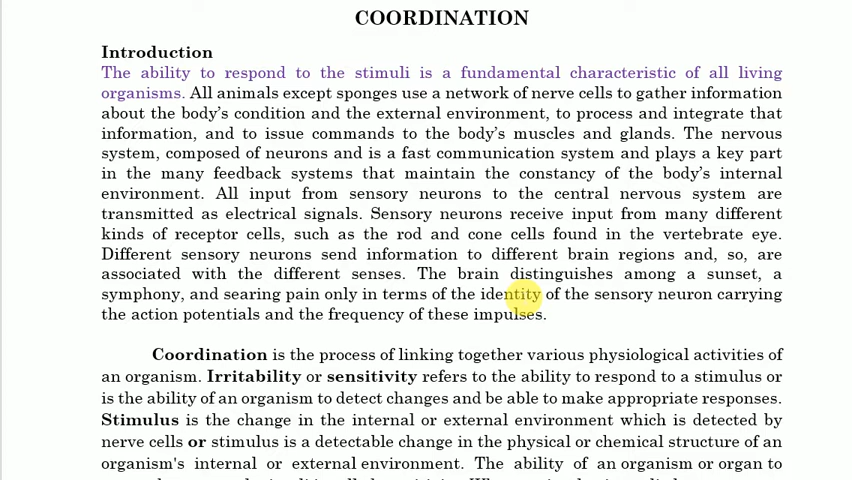 COORDINATION
Introduction
The ability to respond to the stimuli is a fundamental characteristic of all living
organisms. All animals except sponges use a network of nerve cells to gather information
about the body's condition and the external environment, to process and integrate that
information, and to issue commands to the body's muscles and glands. The nervous
system, composed of neurons and is a fast communication system and plays a key part
in the many feedback systems that maintain the constancy of the body's internal
environment. All input from sensory neurons to the central nervous system are
transmitted as electrical signals. Sensory neurons receive input from many different
kinds of receptor cells, such as the rod and cone cells found in the vertebrate eye.
Different sensory neurons send information to different brain regions and, so, are
associated with the different senses. The brain distinguishes among a sunset, a
symphony, and searing pain only in terms of the identity of the sensory neuron carrying
the action potentials and the frequency of these impulses.
Coordination is the process of linking together various physiological activities of
an organism. Irritability or sensitivity refers to the ability to respond to a stimulus or
is the ability of an organism to detect changes and be able to make appropriate responses.
Stimulus is the change in the internal or external environment which is detected by
nerve cells or stimulus is a detectable change in the physical or chemical structure of an
organism's internal or external environment. The ability of an organism or organ to